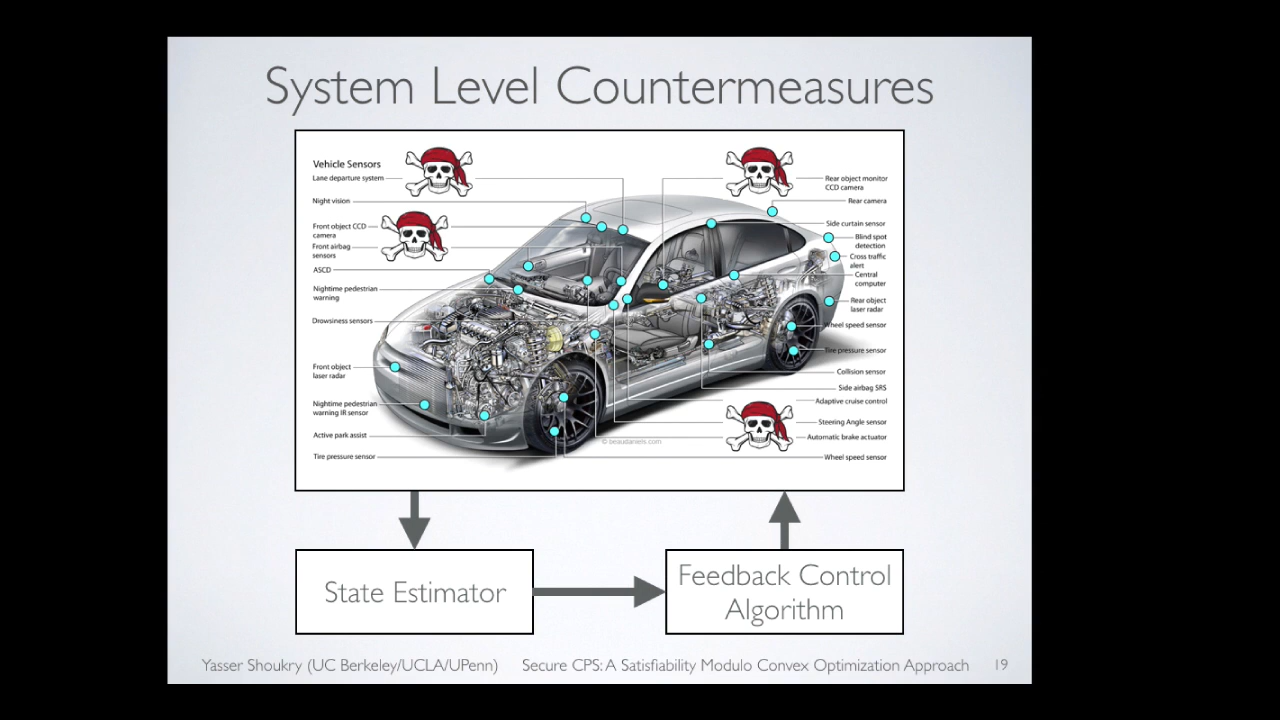 System Level Countermeasures
Vehicle Sensors
Lane departure system
Night vision
Front object CCD
camera
Front airbag
sensors
ASCD
Nightime pedestrian
warning
Drowsiness sensors
Front object
laser radar
Nightime pedestrian
warning IR sensor
Active park assist
Tire pressure sensor
Rear object monitor
CCD camera
Rear camera
Side curtain sensor
Blind spot
detection
Cross traffic
alert
Central
computer
Rear object
laser radar
Wheel speed sensor
Tire pressure sensor
Collision sensor
Side airbag SRS
Adaptive cruise control
Steering Angle sensor
Automatic brake actuator
Wheel speed sensor
© beaudaniels.com
State Estimator
Feedback Control
Algorithm
Yasser Shoukry (UC Berkeley/UCLA/UPenn)
Secure CPS: A Satisfiability Modulo Convex Optimization Approach
19